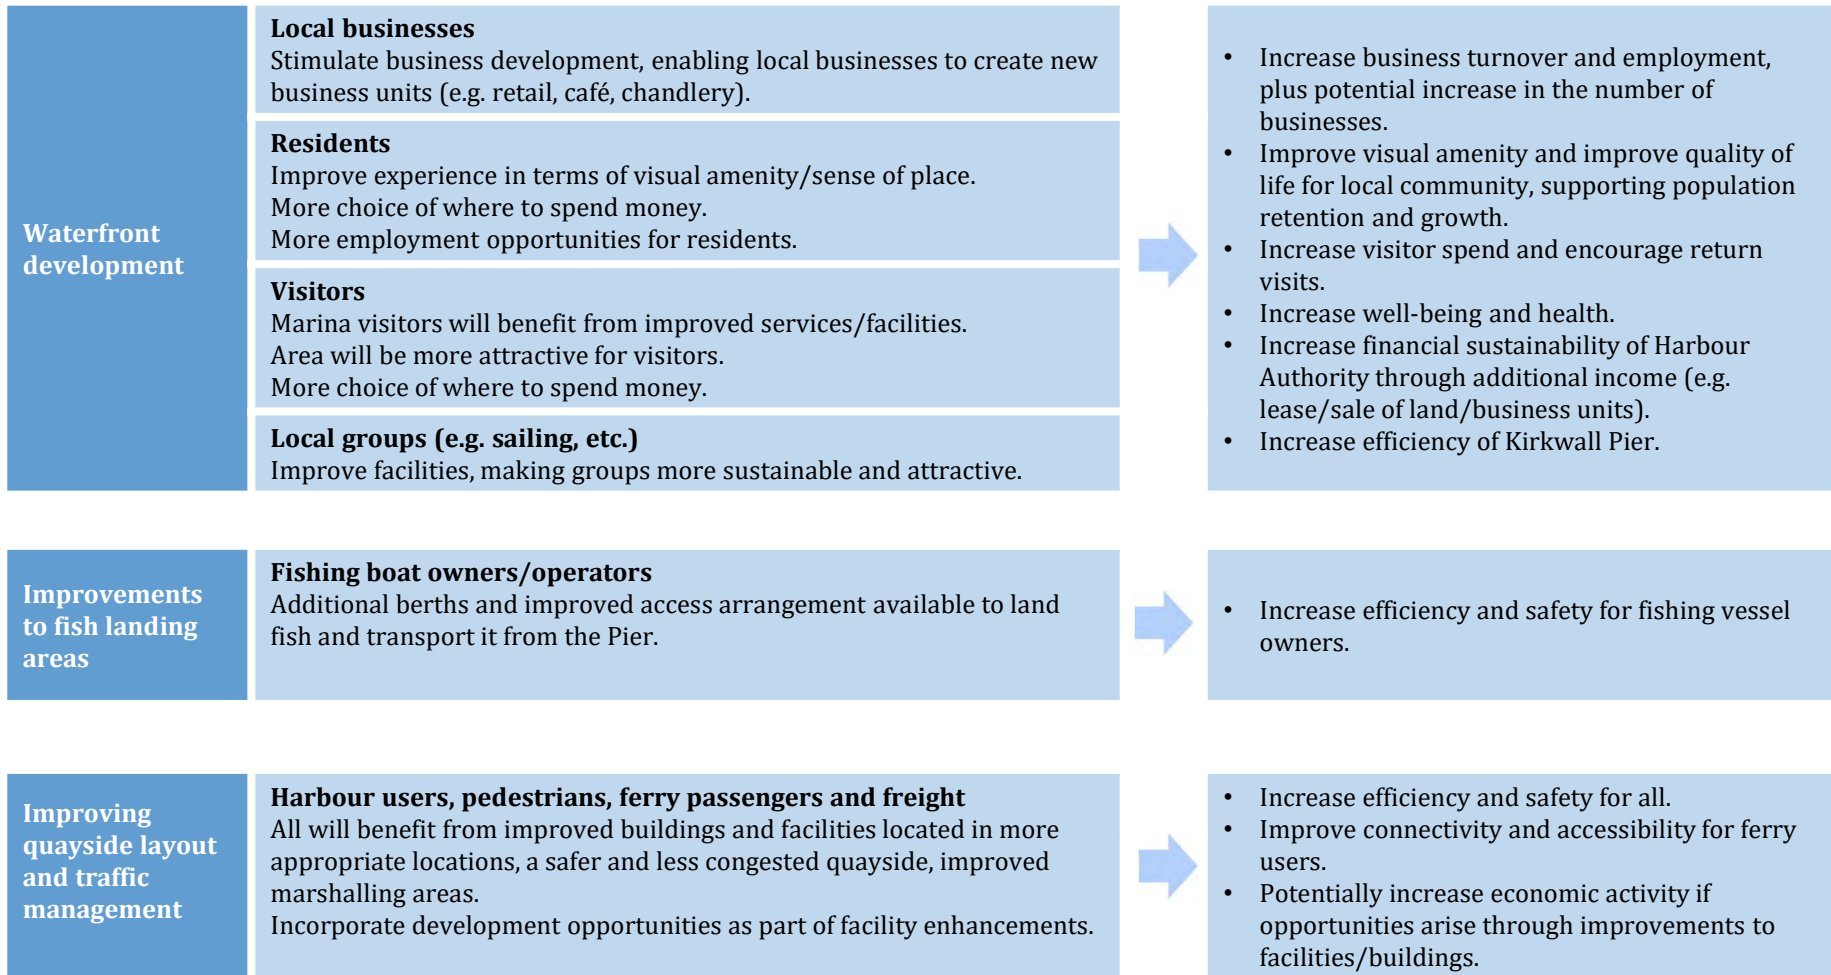 Waterfront
development
Local businesses
Stimulate business development, enabling local businesses to create new
business units (e.g. retail, café, chandlery).
Residents
Improve experience in terms of visual amenity/sense of place.
More choice of where to spend money.
More employment opportunities for residents.
Visitors
Marina visitors will benefit from improved services/facilities.
Area will be more attractive for visitors.
More choice of where to spend money.
Local groups (e.g. sailing, etc.)
Improve facilities, making groups more sustainable and attractive.
• Increase business turnover and employment,
plus potential increase in the number of
businesses.
• Improve visual amenity and improve quality of
life for local community, supporting population
retention and growth.
• Increase visitor spend and encourage return
visits.
• Increase well-being and health.
• Increase financial sustainability of Harbour
Authority through additional income (e.g.
lease/sale of land/business units).
• Increase efficiency of Kirkwall Pier.
Improvements
to fish landing
areas
Fishing boat owners/operators
Additional berths and improved access arrangement available to land
fish and transport it from the Pier.
• Increase efficiency and safety for fishing vessel
owners.
Improving
quayside layout
and traffic
management
Harbour users, pedestrians, ferry passengers and freight
All will benefit from improved buildings and facilities located in more
appropriate locations, a safer and less congested quayside, improved
marshalling areas.
Incorporate development opportunities as part of facility enhancements.
• Increase efficiency and safety for all.
• Improve connectivity and accessibility for ferry
users.
• Potentially increase economic activity if
opportunities arise through improvements to
facilities/buildings.